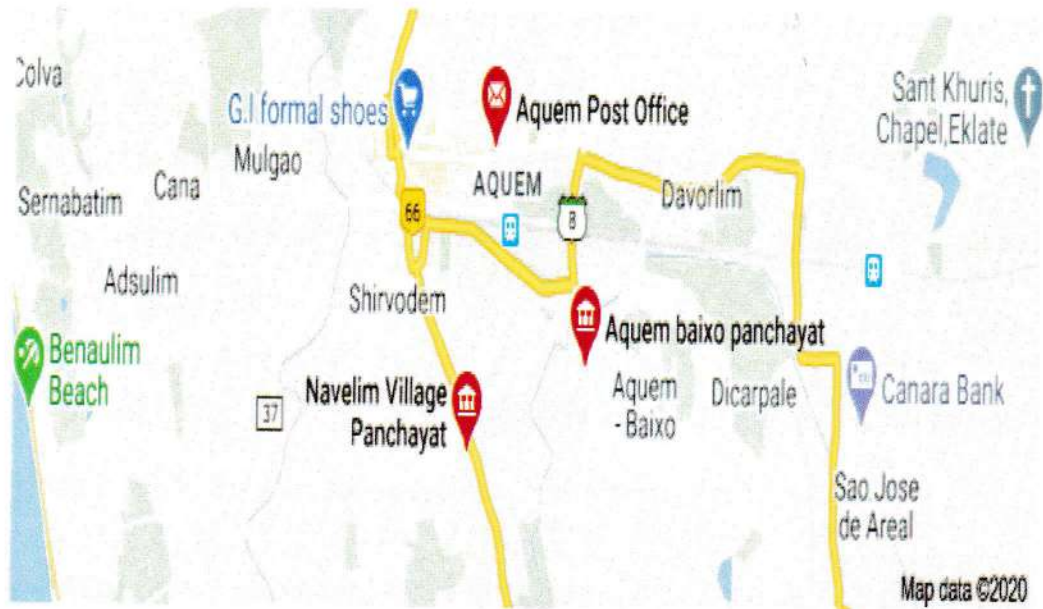 Colva
G.I formal shoes
Aquem Post Office
Sant Khuris,
Chapel,Eklate
Mulgao
Cana
AQUEM
Davorlim
Sernabatim
66
8
Adsulim
Shirvodem
Benaulim
Beach
Aquem baixo panchayat
37
Navelim Village
Panchayat
Aquem
- Baixo
Dicarpale
Canara Bank
Sao Jose
de Areal
Map data ©2020